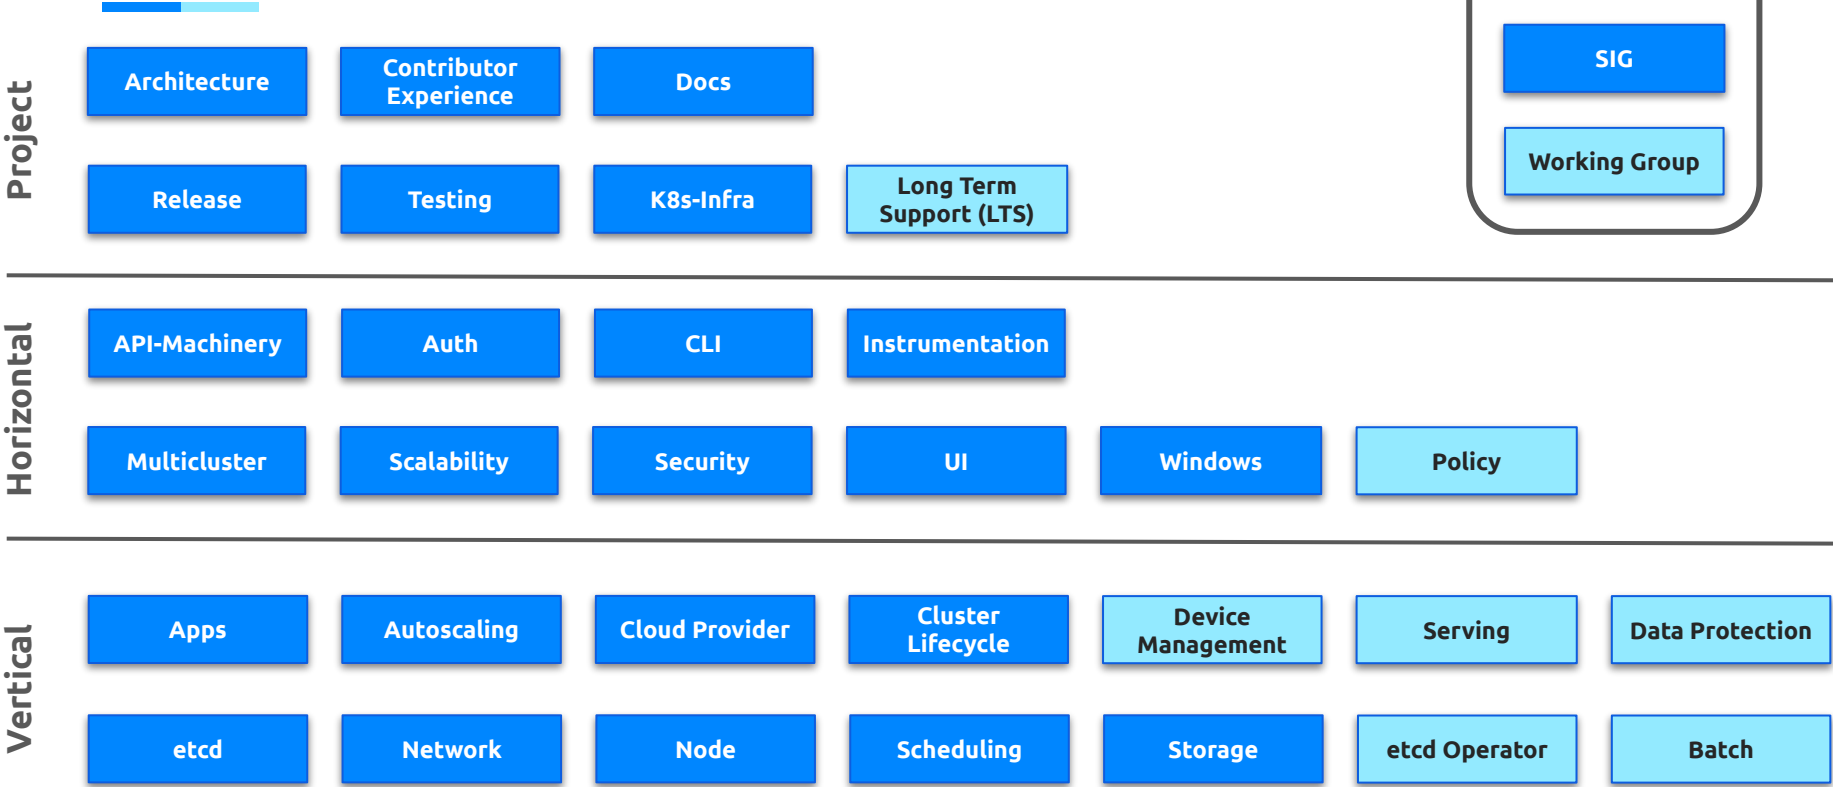 SIG
Working Group
Project
Architecture
Contributor
Experience
Docs
Release
Testing
K8s-Infra
Long Term
Support (LTS)
Horizontal
API-Machinery
Auth
CLI
Instrumentation
Multicluster
Scalability
Security
UI
Windows
Policy
Vertical
Apps
Autoscaling
Cloud Provider
Cluster
Lifecycle
Device
Management
Serving
Data Protection
etcd
Network
Node
Scheduling
Storage
etcd Operator
Batch